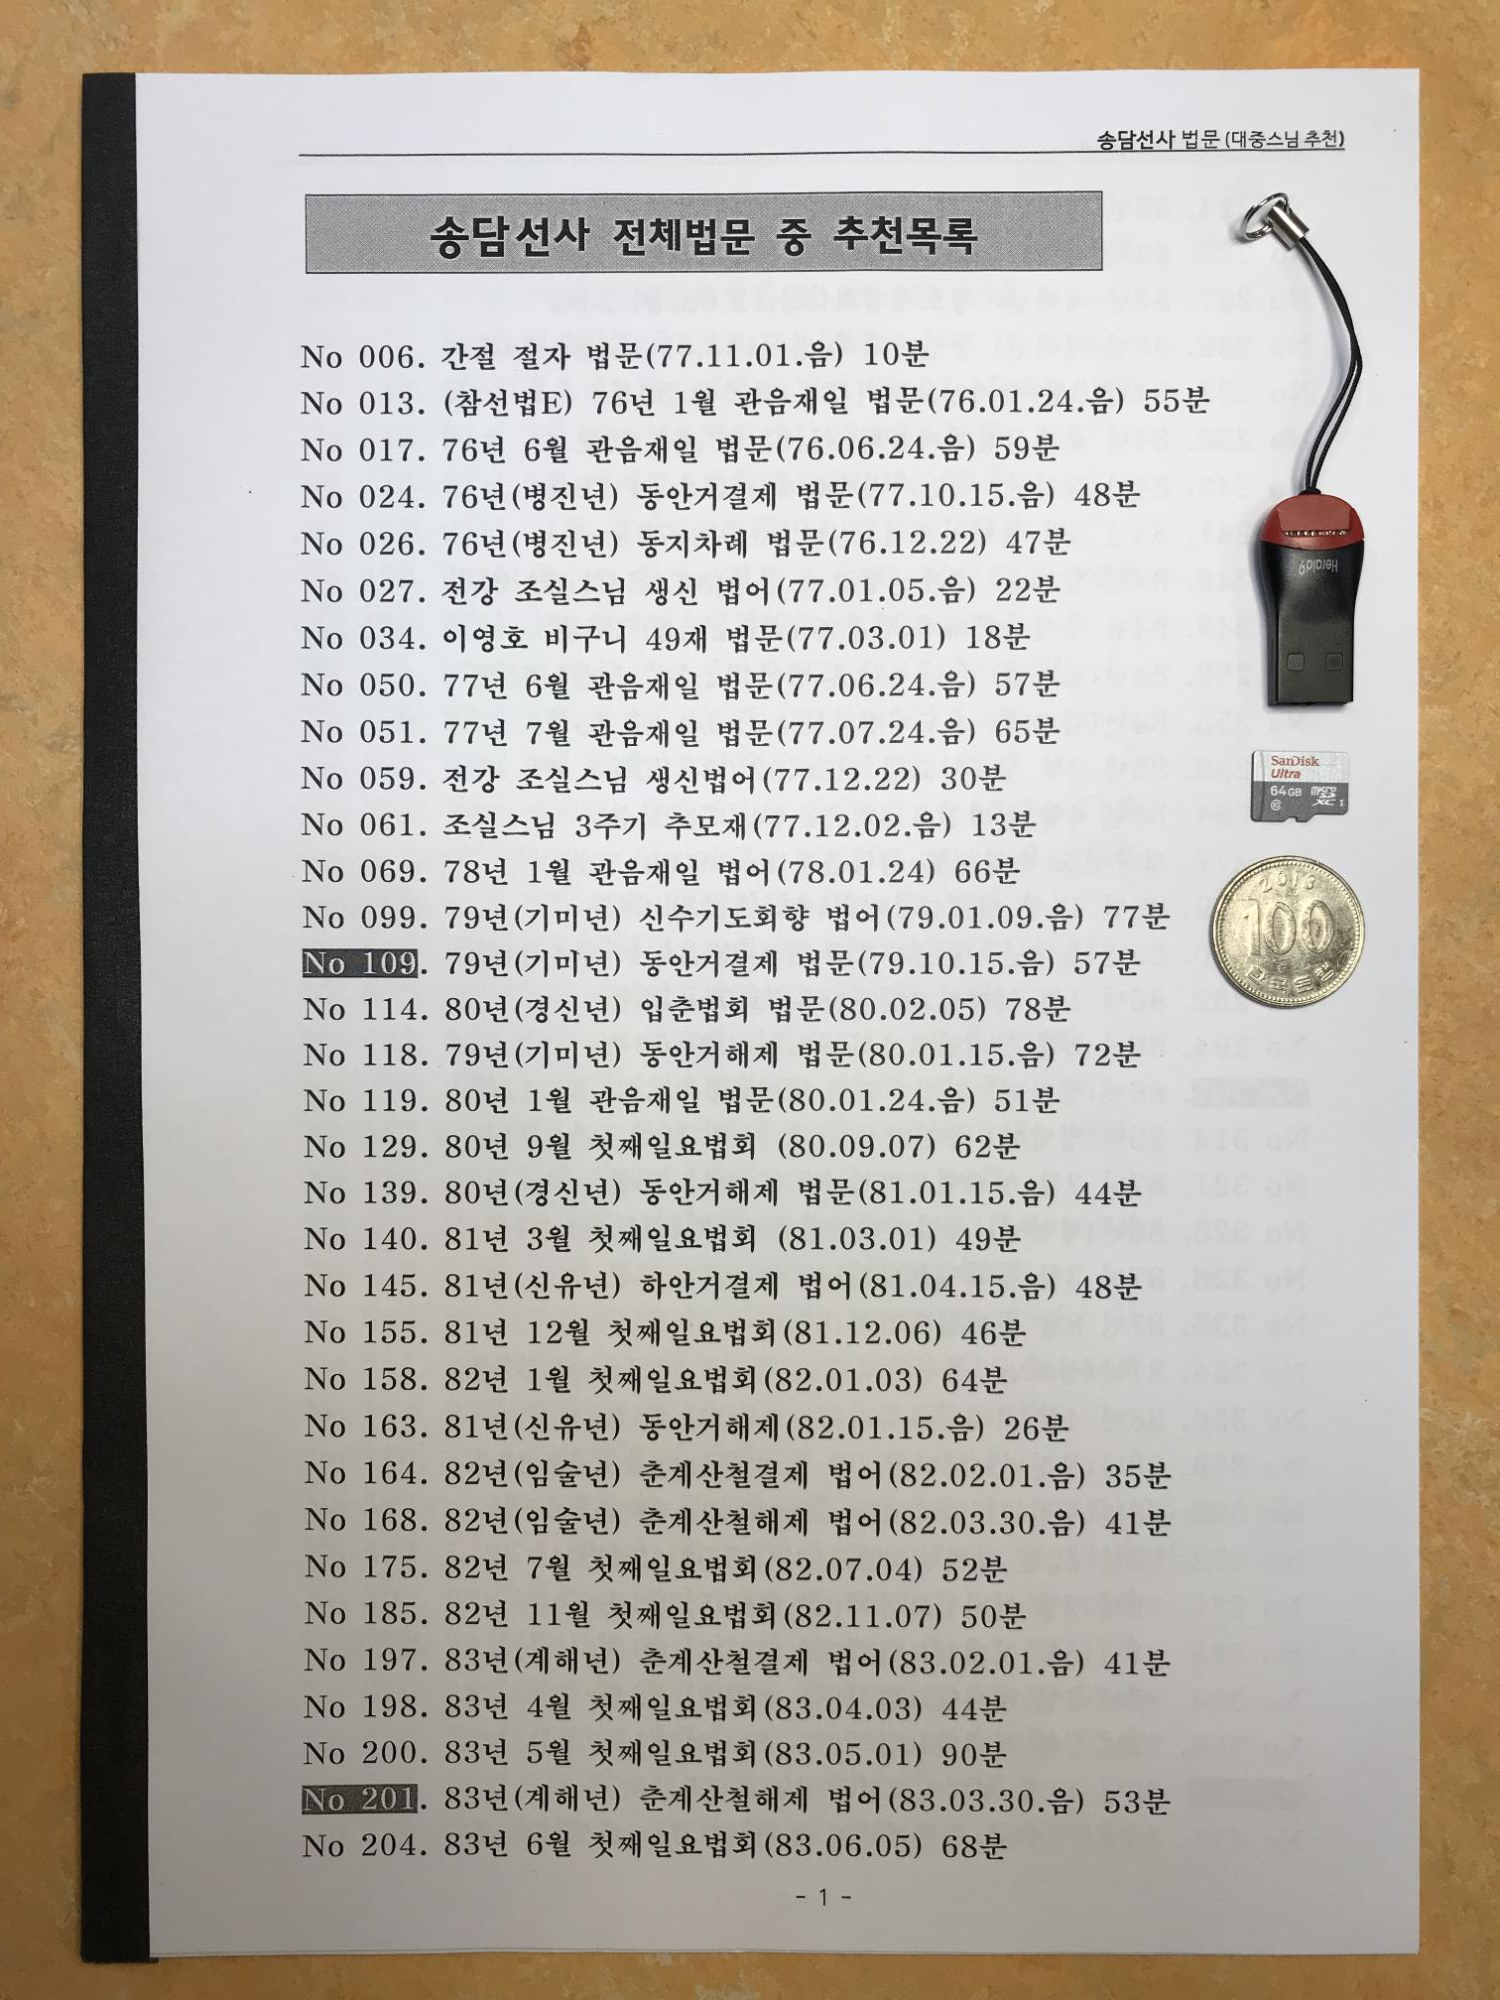 송담선사 법문 (대중스님 추천)
송담선사 전체법문 중 추천목록
No 006. 간절 절자 법문(77.11.01.음) 10분
No 013. (참선법E) 76년 1월 관음재일 법문(76.01.24.음) 55분
No 017. 76년 6월 관음재일 법문(76.06.24.음) 59분
No 024. 76년(병진년) 동안거결제 법문(77.10.15.음) 48분
No 026. 76년(병진년) 동지차례 법문(76.12.22) 47분
No 027. 전강 조실스님 생신 법어(77.01.05.음) 22분
No 034. 이영호 비구니 49재 법문(77.03.01) 18분
No 050. 77년 6월 관음재일 법문(77.06.24.음) 57분
No 051. 77년 7월 관음재일 법문(77.07.24.음) 65분
No 059. 전강 조실스님 생신법어(77.12.22) 30분
No 061. 조실스님 3주기 추모재(77.12.02.음) 13분
No 069. 78년 1월 관음재일 법어(78.01.24) 66분
No 099. 79년(기미년) 신수기도회향 법어(79.01.09.음) 77분
No 109. 79년(기미년) 동안거결제 법문(79.10.15.음) 57분
No 114. 80년(경신년) 입춘법회 법문(80.02.05) 78분
No 118. 79년(기미년) 동안거해제 법문(80.01.15.음) 72분
No 119. 80년 1월 관음재일 법문(80.01.24.음) 51분
No 129. 80년 9월 첫째일요법회 (80.09.07) 62분
No 139. 80년(경신년) 동안거해제 법문(81.01.15.음) 44분
No 140. 81년 3월 첫째일요법회 (81.03.01) 49분
No 145. 81년(신유년) 하안거결제 법어(81.04.15.음) 48분
No 155. 81년 12월 첫째일요법회(81.12.06) 46분
No 158. 82년 1월 첫째일요법회(82.01.03) 64분
No 163. 81년(신유년) 동안거해제(82.01.15.음) 26분
No 164. 82년(임술년) 춘계산철결제 법어(82.02.01.음) 35분
No 168. 82년(임술년) 춘계산철해제 법어(82.03.30.음) 41분
No 175. 82년 7월 첫째일요법회(82.07.04) 52분
No 185. 82년 11월 첫째일요법회(82.11.07) 50분
No 197. 83년(계해년) 춘계산철결제 법어(83.02.01.음) 41분
No 198. 83년 4월 첫째일요법회(83.04.03) 44분
No 200. 83년 5월 첫째일요법회(83.05.01) 90분
No 201. 83년(계해년) 춘계산철해제 법어(83.03.30.음) 53분
No 204. 83년 6월 첫째일요법회(83.06.05) 68분
- 1 -
Herald9
SanDisk
Ultra
64GB micro SD XC I
2013
100
한국은행